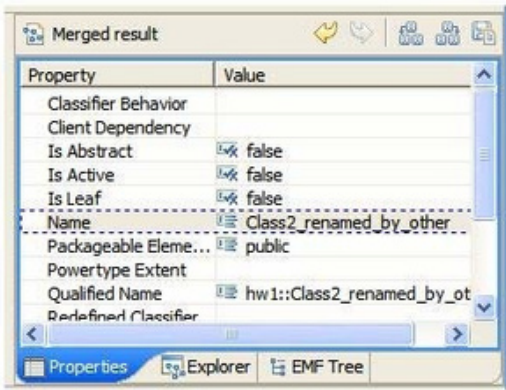 Merged result
Property Value
Classifier Behavior
Client Dependency
Is Abstract false
Is Active false
Is Leaf false
Name Class2_renamed_by_other
Packageable Eleme... public
Powertype Extent
Qualified Name hw1::Class2_renamed_by_ot
Redefined Classifier
Properties Explorer EMF Tree